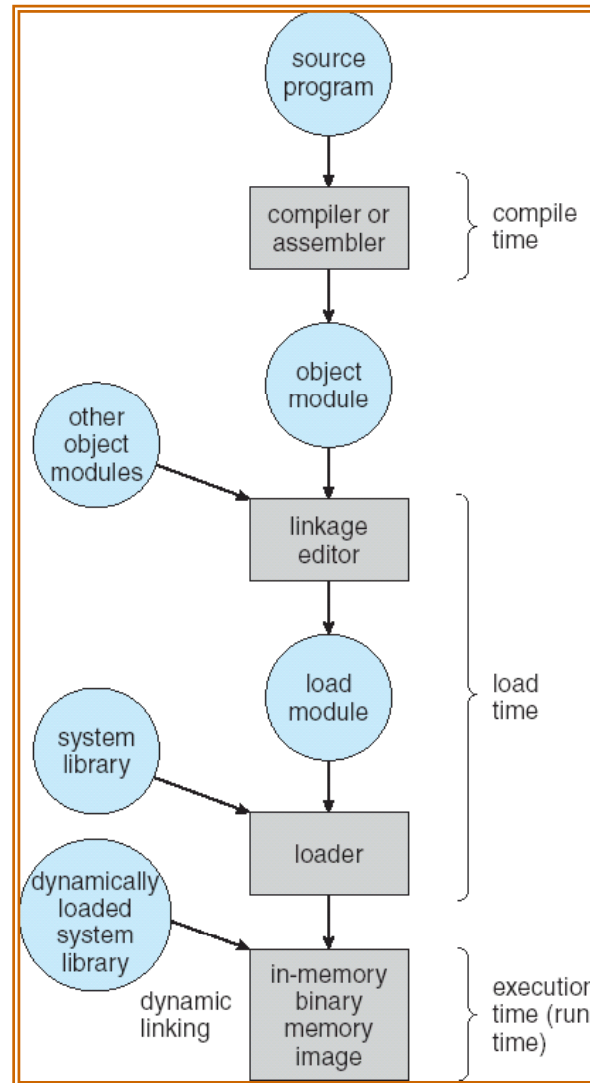 source
program
compiler or
assembler
compile
time
object
module
other
object
modules
linkage
editor
load
module
load
time
system
library
loader
dynamically
loaded
system
library
dynamic
linking
in-memory
binary
memory
image
execution
time (run
time)